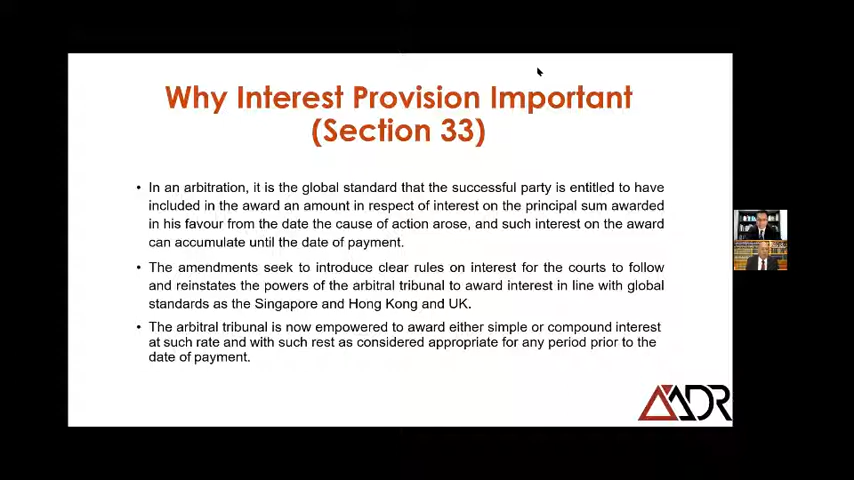 Why Interest Provision Important
(Section 33)
• In an arbitration, it is the global standard that the successful party is entitled to have
included in the award an amount in respect of interest on the principal sum awarded
in his favour from the date the cause of action arose, and such interest on the award
can accumulate until the date of payment.
• The amendments seek to introduce clear rules on interest for the courts to follow
and reinstates the powers of the arbitral tribunal to award interest in line with global
standards as the Singapore and Hong Kong and UK.
• The arbitral tribunal is now empowered to award either simple or compound interest
at such rate and with such rest as considered appropriate for any period prior to the
date of payment.
AADR